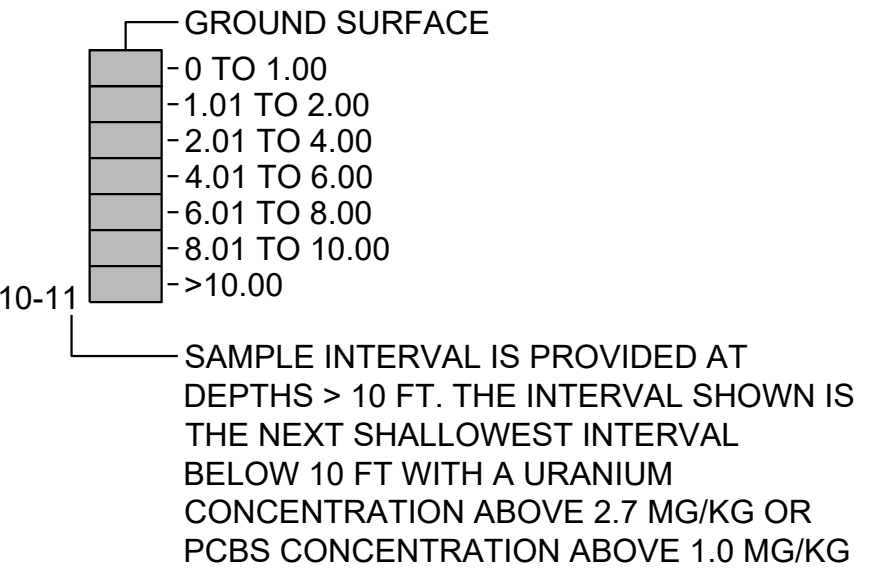 GROUND SURFACE
0 TO 1.00
1.01 TO 2.00
2.01 TO 4.00
4.01 TO 6.00
6.01 TO 8.00
8.01 TO 10.00
>10.00
10-11
SAMPLE INTERVAL IS PROVIDED AT
DEPTHS > 10 FT. THE INTERVAL SHOWN IS
THE NEXT SHALLOWEST INTERVAL
BELOW 10 FT WITH A URANIUM
CONCENTRATION ABOVE 2.7 MG/KG OR
PCBS CONCENTRATION ABOVE 1.0 MG/KG